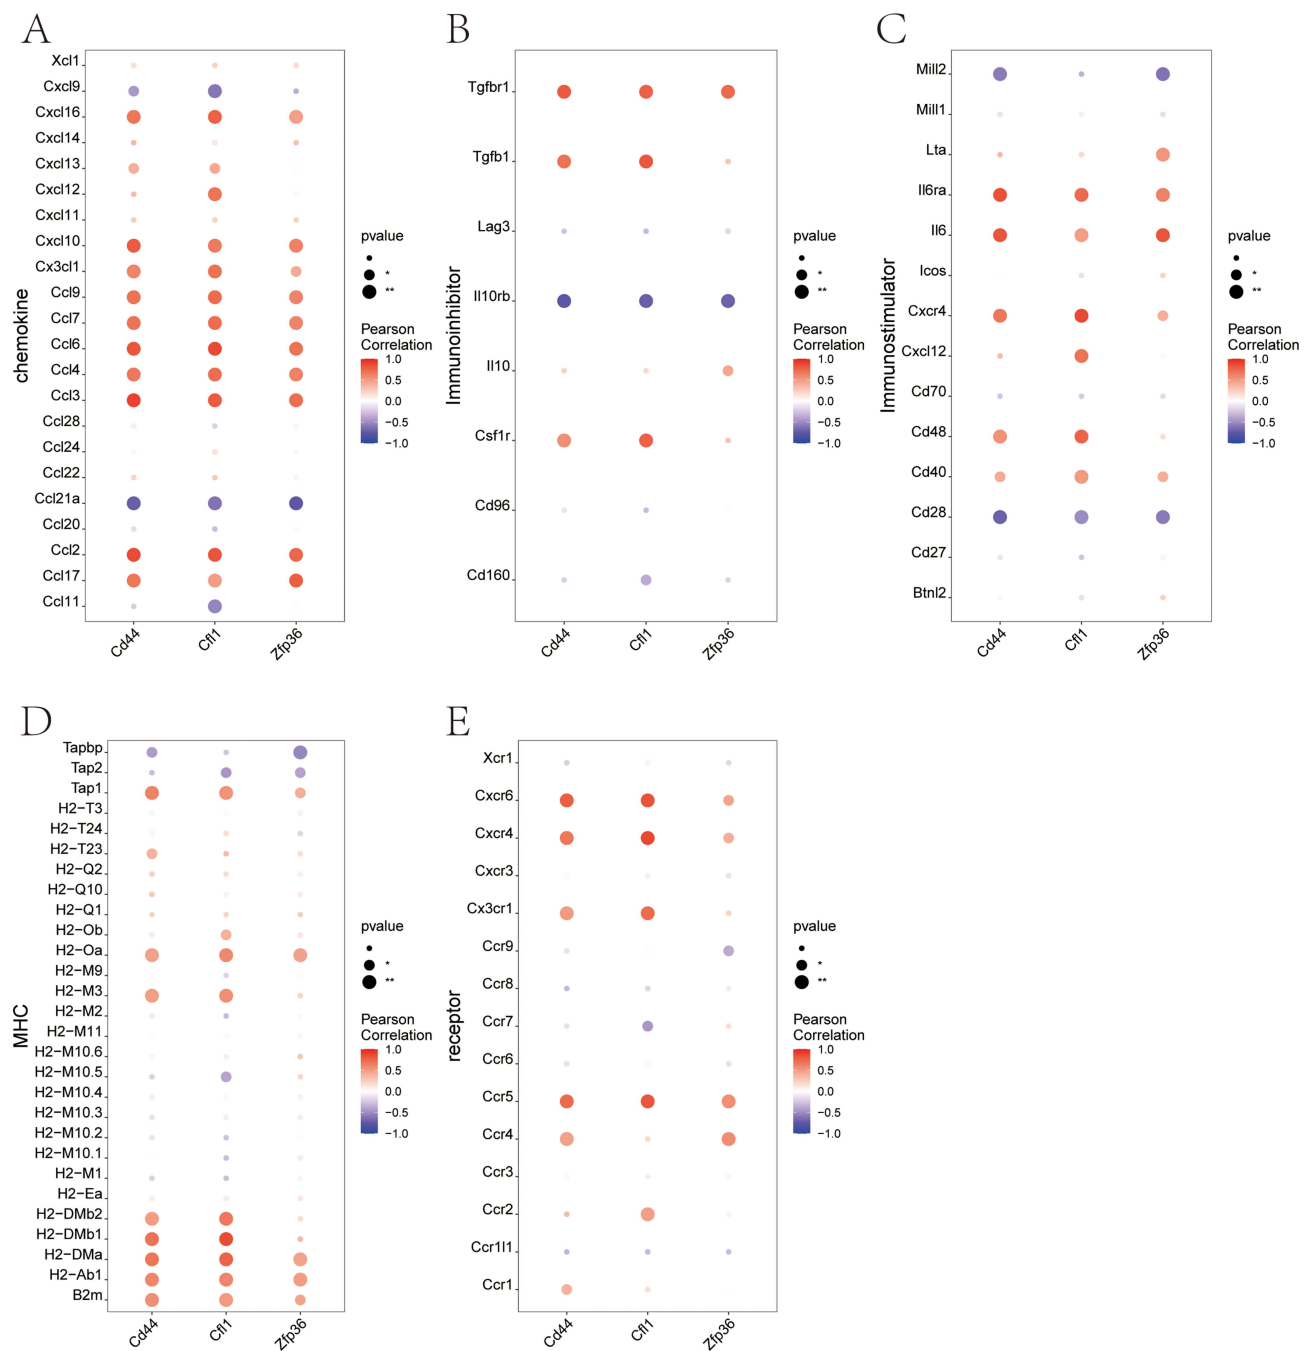 A
chemokine
Xcl1
Cxcl9
Cxcl16
Cxcl14
Cxcl13
Cxcl12
Cxcl11
Cxcl10
Cx3cl1
Ccl9
Ccl7
Ccl6
Ccl4
Ccl3
Ccl28
Ccl24
Ccl22
Ccl21a
Ccl20
Ccl2
Ccl17
Ccl11
Cd44
Cfl1
Zfp36
pvalue
*
**
Pearson
Correlation
1.0
0.5
0.0
−0.5
−1.0
B
Immunoinhibitor
Tgfbr1
Tgfb1
Lag3
Il10rb
Il10
Csf1r
Cd96
Cd160
Cd44
Cfl1
Zfp36
pvalue
*
**
Pearson
Correlation
1.0
0.5
0.0
−0.5
−1.0
C
Immunostimulator
Mill2
Mill1
Lta
Il6ra
Il6
Icos
Cxcr4
Cxcl12
Cd70
Cd48
Cd40
Cd28
Cd27
Btnl2
Cd44
Cfl1
Zfp36
pvalue
*
**
Pearson
Correlation
1.0
0.5
0.0
−0.5
−1.0
D
MHC
Tapbp
Tap2
Tap1
H2−T3
H2−T24
H2−T23
H2−Q2
H2−Q10
H2−Q1
H2−Ob
H2−Oa
H2−M9
H2−M3
H2−M2
H2−M11
H2−M10.6
H2−M10.5
H2−M10.4
H2−M10.3
H2−M10.2
H2−M10.1
H2−M1
H2−Ea
H2−DMb2
H2−DMb1
H2−DMa
H2−Ab1
B2m
Cd44
Cfl1
Zfp36
pvalue
*
**
Pearson
Correlation
1.0
0.5
0.0
−0.5
−1.0
E
receptor
Xcr1
Cxcr6
Cxcr4
Cxcr3
Cx3cr1
Ccr9
Ccr8
Ccr7
Ccr6
Ccr5
Ccr4
Ccr3
Ccr2
Ccr1l1
Ccr1
Cd44
Cfl1
Zfp36
pvalue
*
**
Pearson
Correlation
1.0
0.5
0.0
−0.5
−1.0